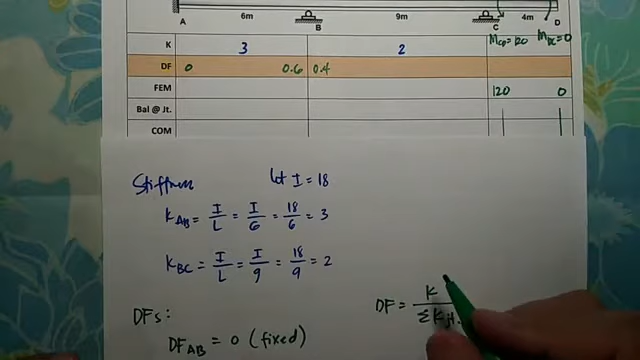 A 6m B 9m C 4m D
K 3 2 M_CD=120 M_DC=0
DF 0 0.6 0.4
FEM 120 0
Bal @ Jt.
COM
Stiffness let I = 18
K_AB = I/L = I/6 = 18/6 = 3
K_BC = I/L = I/9 = 18/9 = 2
DFs: DF = K/ΣK_jt.
DF_AB = 0 (fixed)